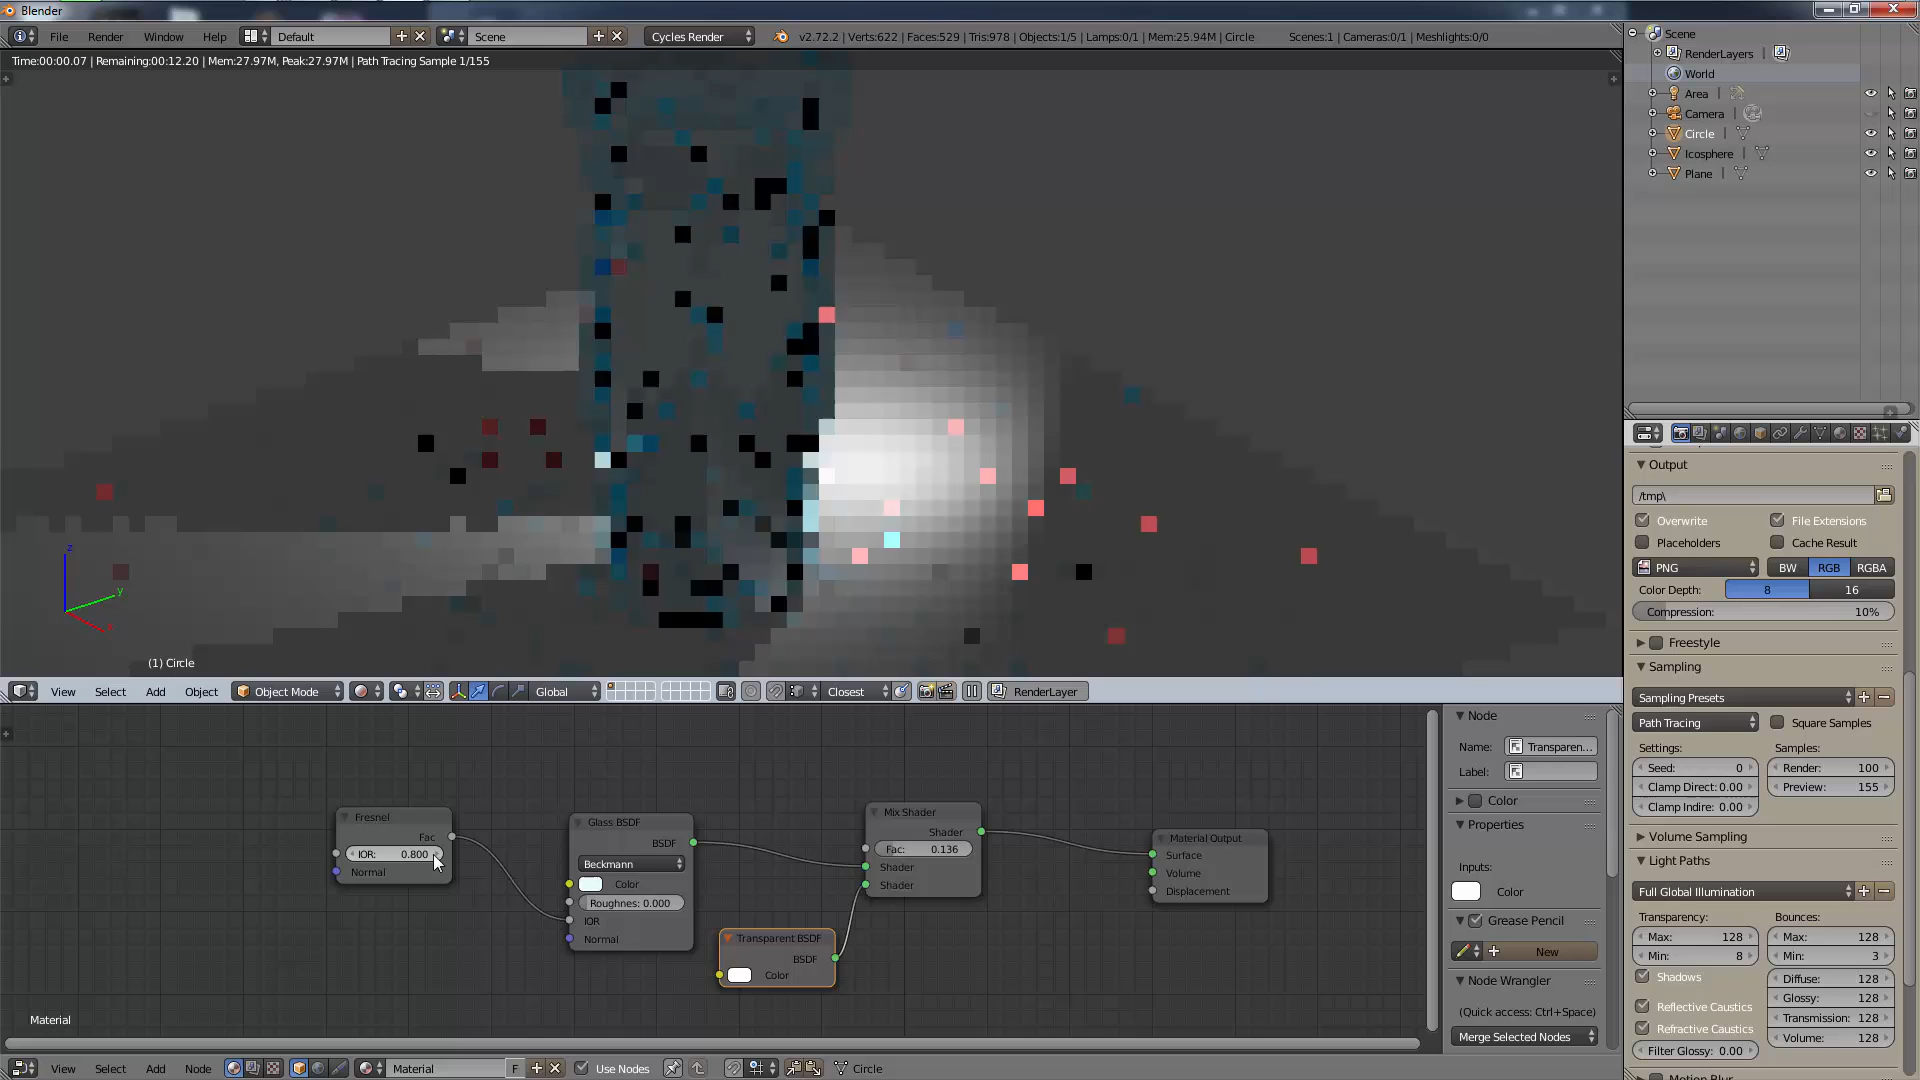 Blender
File Render Window Help Default Scene Cycles Render v2.72.2 | Verts:622 | Faces:529 | Tris:978 | Objects:1/5 | Lamps:0/1 | Mem:25.94M | Circle Scenes:1 | Cameras:0/1 | Meshlights:0/0
Time:00:00.07 | Remaining:00:12.20 | Mem:27.97M, Peak:27.97M | Path Tracing Sample 1/155
Scene
RenderLayers
World
Area
Camera
Circle
Icosphere
Plane
z
y
x
(1) Circle
View Select Add Object Object Mode Global Closest RenderLayer
Output
/tmp\
Overwrite File Extensions
Placeholders Cache Result
PNG BW RGB RGBA
Color Depth: 8 16
Compression: 10%
Freestyle
Sampling
Sampling Presets
Path Tracing Square Samples
Settings: Samples:
Seed: 0 Render: 100
Clamp Direct: 0.00 Preview: 155
Clamp Indire: 0.00
Volume Sampling
Light Paths
Full Global Illumination
Transparency: Bounces:
Max: 128 Max: 128
Min: 8 Min: 3
Shadows Diffuse: 128
Glossy: 128
Reflective Caustics
Transmission: 128
Refractive Caustics
Volume: 128
Filter Glossy: 0.00
Motion Blur
Fresnel
Fac
IOR: 0.800
Normal
Glass BSDF
BSDF
Beckmann
Color
Roughnes: 0.000
IOR
Normal
Transparent BSDF
BSDF
Color
Mix Shader
Shader
Fac: 0.136
Shader
Shader
Material Output
Surface
Volume
Displacement
Node
Name: Transparen...
Label:
Color
Properties
Inputs:
Color
Grease Pencil
New
Node Wrangler
(Quick access: Ctrl+Space)
Merge Selected Nodes
Material
View Select Add Node Material F Use Nodes Circle